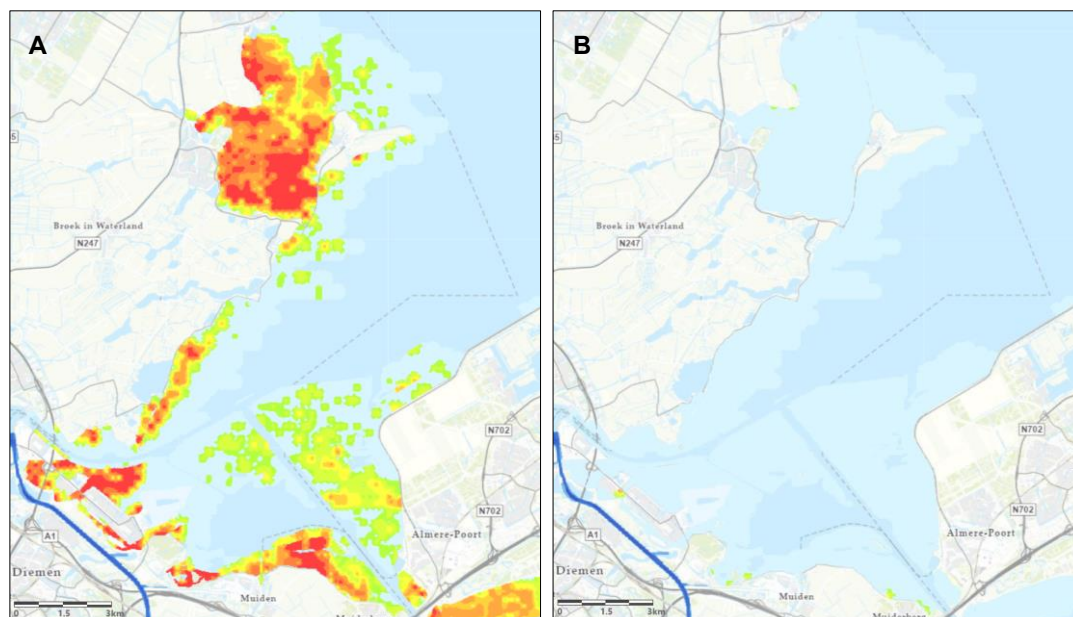 A
B
Broek in Waterland
N247
N702
N702
A1
Almere-Poort
Diemen
Muiden
0 1.5 3km
Broek in Waterland
N247
N702
N702
A1
Almere-Poort
Diemen
Muiden
Muiderberg
0 1.5 3km